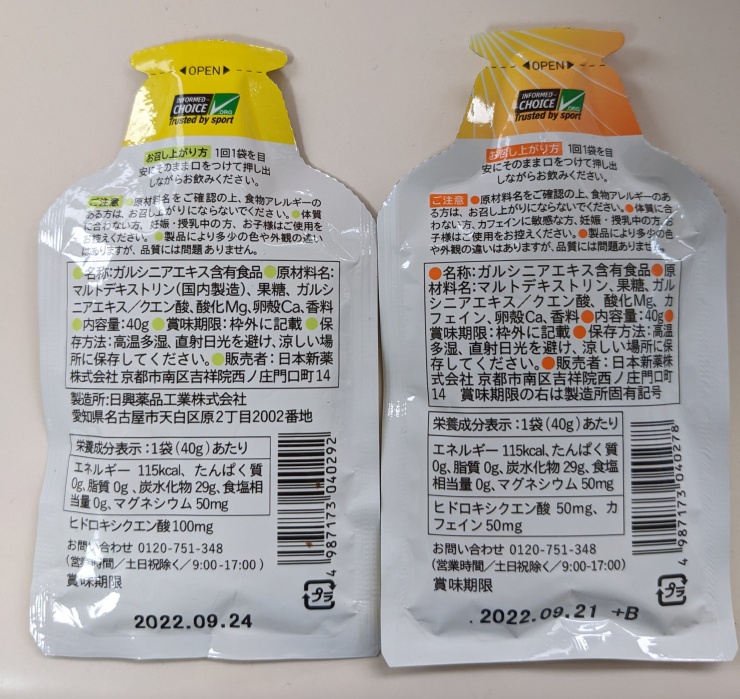 ◀OPEN▶
INFORMED-
CHOICE
.ORG
Trusted by sport
お召し上がり方 1回1袋を目
安にそのまま口をつけて押し出
しながらお飲みください。
ご注意 ●原材料名をご確認の上、食物アレルギーの
ある方は、お召し上がりにならないでください。●体質
に合わない方、妊娠・授乳中の方、お子様はご使用を
お控えください。●製品により多少の色や外観の違い
はありますが、品質には問題ありません。
●名称:ガルシニアエキス含有食品●原材料名:
マルトデキストリン(国内製造)、果糖、ガルシ
ニアエキス/クエン酸、酸化Mg、卵殻Ca、香料
●内容量:40g●賞味期限:枠外に記載●保
存方法:高温多湿、直射日光を避け、涼しい場
所に保存してください。●販売者:日本新薬
株式会社 京都市南区吉祥院西ノ庄門口町14
製造所:日興薬品工業株式会社
愛知県名古屋市天白区原2丁目2002番地
栄養成分表示:1袋(40g)あたり
エネルギー 115kcal、たんぱく質
0g、脂質 0g、炭水化物 29g、食塩相
当量 0g、マグネシウム 50mg
ヒドロキシクエン酸 100mg
お問い合わせ 0120-751-348
(営業時間/土日祝除く/9:00-17:00)
賞味期限
4 987173 040292
プラ
2022.09.24
◀OPEN▶
INFORMED-
CHOICE
.ORG
Trusted by sport
お召し上がり方 1回1袋を目
安にそのまま口をつけて押し出
しながらお飲みください。
ご注意 ●原材料名をご確認の上、食物アレルギーのあ
る方は、お召し上がりにならないでください。●体質に合
わない方、カフェインに敏感な方、妊娠・授乳中の方、お
子様はご使用をお控えください。●製品により多少の色
や外観の違いはありますが、品質には問題ありません。
●名称:ガルシニアエキス含有食品●原
材料名:マルトデキストリン、果糖、ガルシ
ニアエキス/クエン酸、酸化Mg、カ
フェイン、卵殻Ca、香料●内容量:40g●
賞味期限:枠外に記載●保存方法:高温
多湿、直射日光を避け、涼しい場所に保
存してください。●販売者:日本新薬株
式会社 京都市南区吉祥院西ノ庄門口町
14 賞味期限の右は製造所固有記号
栄養成分表示:1袋(40g)あたり
エネルギー 115kcal、たんぱく質
0g、脂質 0g、炭水化物 29g、食塩
相当量 0g、マグネシウム 50mg
ヒドロキシクエン酸 50mg、カ
フェイン 50mg
お問い合わせ 0120-751-348
(営業時間/土日祝除く/9:00-17:00)
賞味期限
4 987173 040278
プラ
2022.09.21 +B